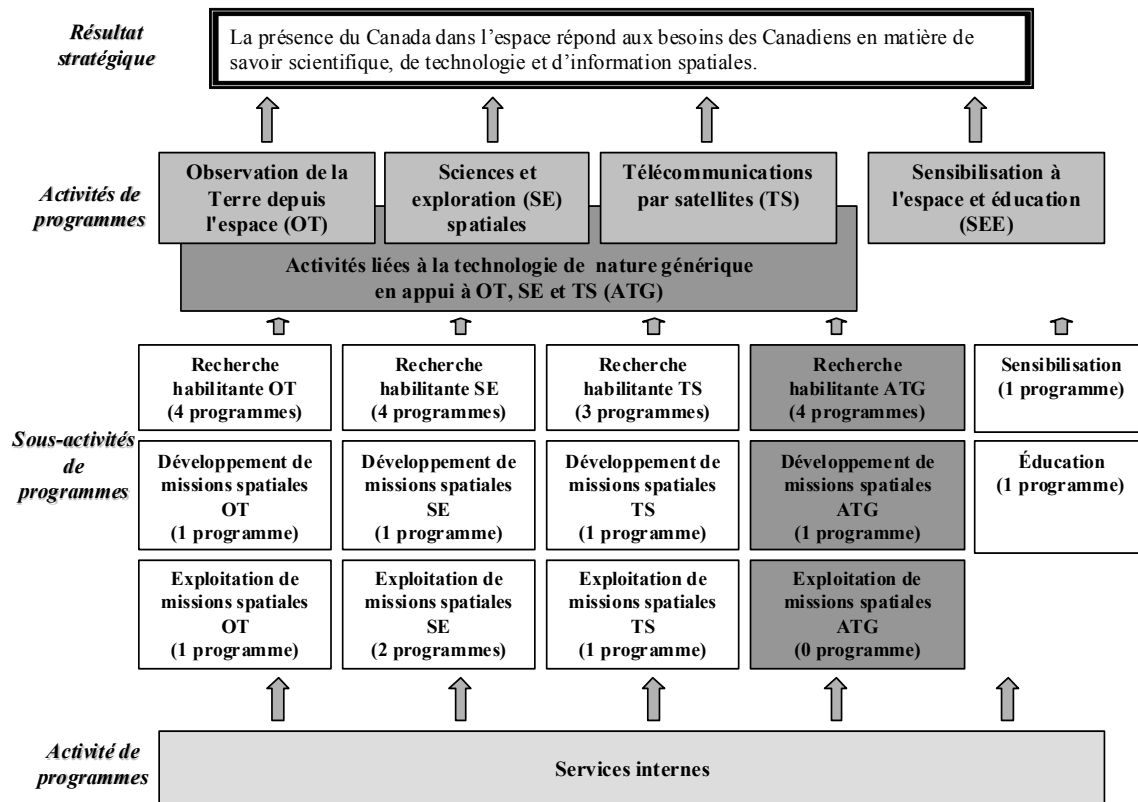 Résultat
stratégique
La présence du Canada dans l'espace répond aux besoins des Canadiens en matière de
savoir scientifique, de technologie et d'information spatiales.
Activités de
programmes
Observation de la
Terre depuis
l'espace (OT)
Sciences et
exploration (SE)
spatiales
Télécommunications
par satellites (TS)
Sensibilisation à
l'espace et éducation
(SEE)
Activités liées à la technologie de nature générique
en appui à OT, SE et TS (ATG)
Sous-activités
de
programmes
Recherche
habilitante OT
(4 programmes)
Recherche
habilitante SE
(4 programmes)
Recherche
habilitante TS
(3 programmes)
Recherche
habilitante ATG
(4 programmes)
Sensibilisation
(1 programme)
Développement de
missions spatiales
OT
(1 programme)
Développement de
missions spatiales
SE
(1 programme)
Développement de
missions spatiales
TS
(1 programme)
Développement de
missions spatiales
ATG
(1 programme)
Éducation
(1 programme)
Exploitation de
missions spatiales
OT
(1 programme)
Exploitation de
missions spatiales
SE
(2 programmes)
Exploitation de
missions spatiales
TS
(1 programme)
Exploitation de
missions spatiales
ATG
(0 programme)
Activité de
programmes
Services internes